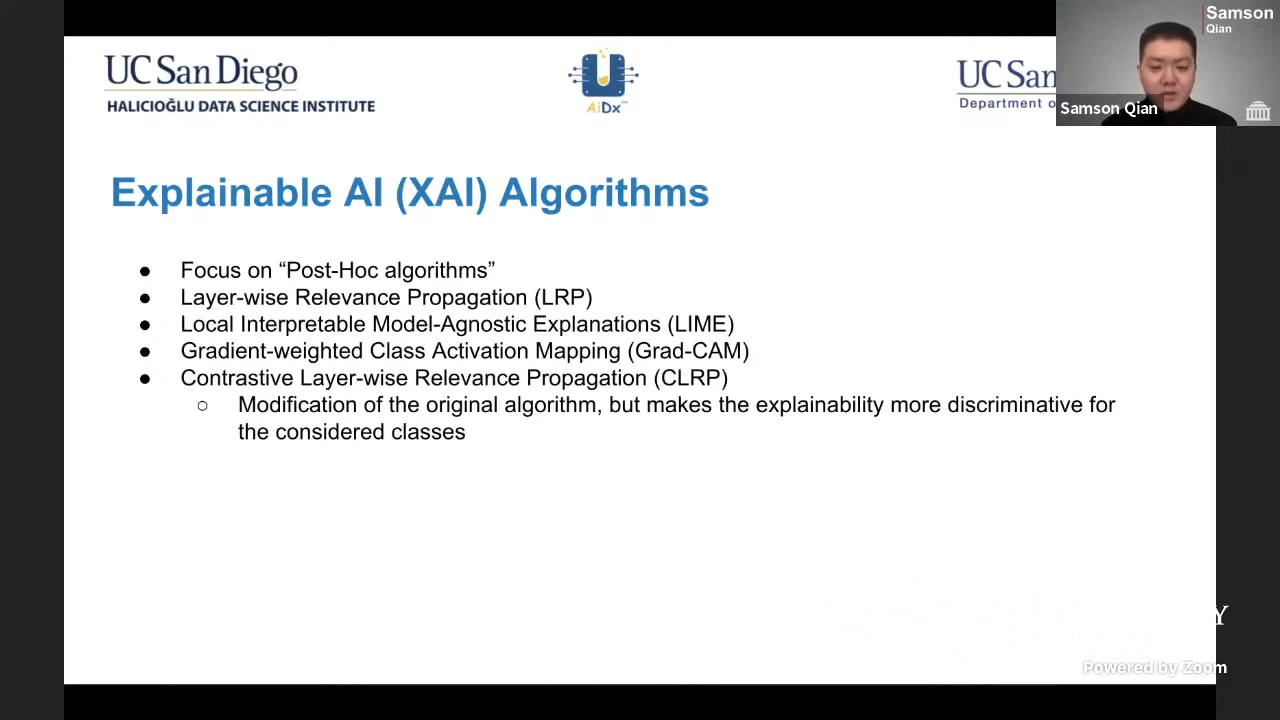 UC San Diego
HALICIOĞLU DATA SCIENCE INSTITUTE
AiDx
UC San
Department
Samson
Qian
Samson Qian
Explainable AI (XAI) Algorithms
● Focus on “Post-Hoc algorithms”
● Layer-wise Relevance Propagation (LRP)
● Local Interpretable Model-Agnostic Explanations (LIME)
● Gradient-weighted Class Activation Mapping (Grad-CAM)
● Contrastive Layer-wise Relevance Propagation (CLRP)
○ Modification of the original algorithm, but makes the explainability more discriminative for
the considered classes
Y
Powered by Zoom